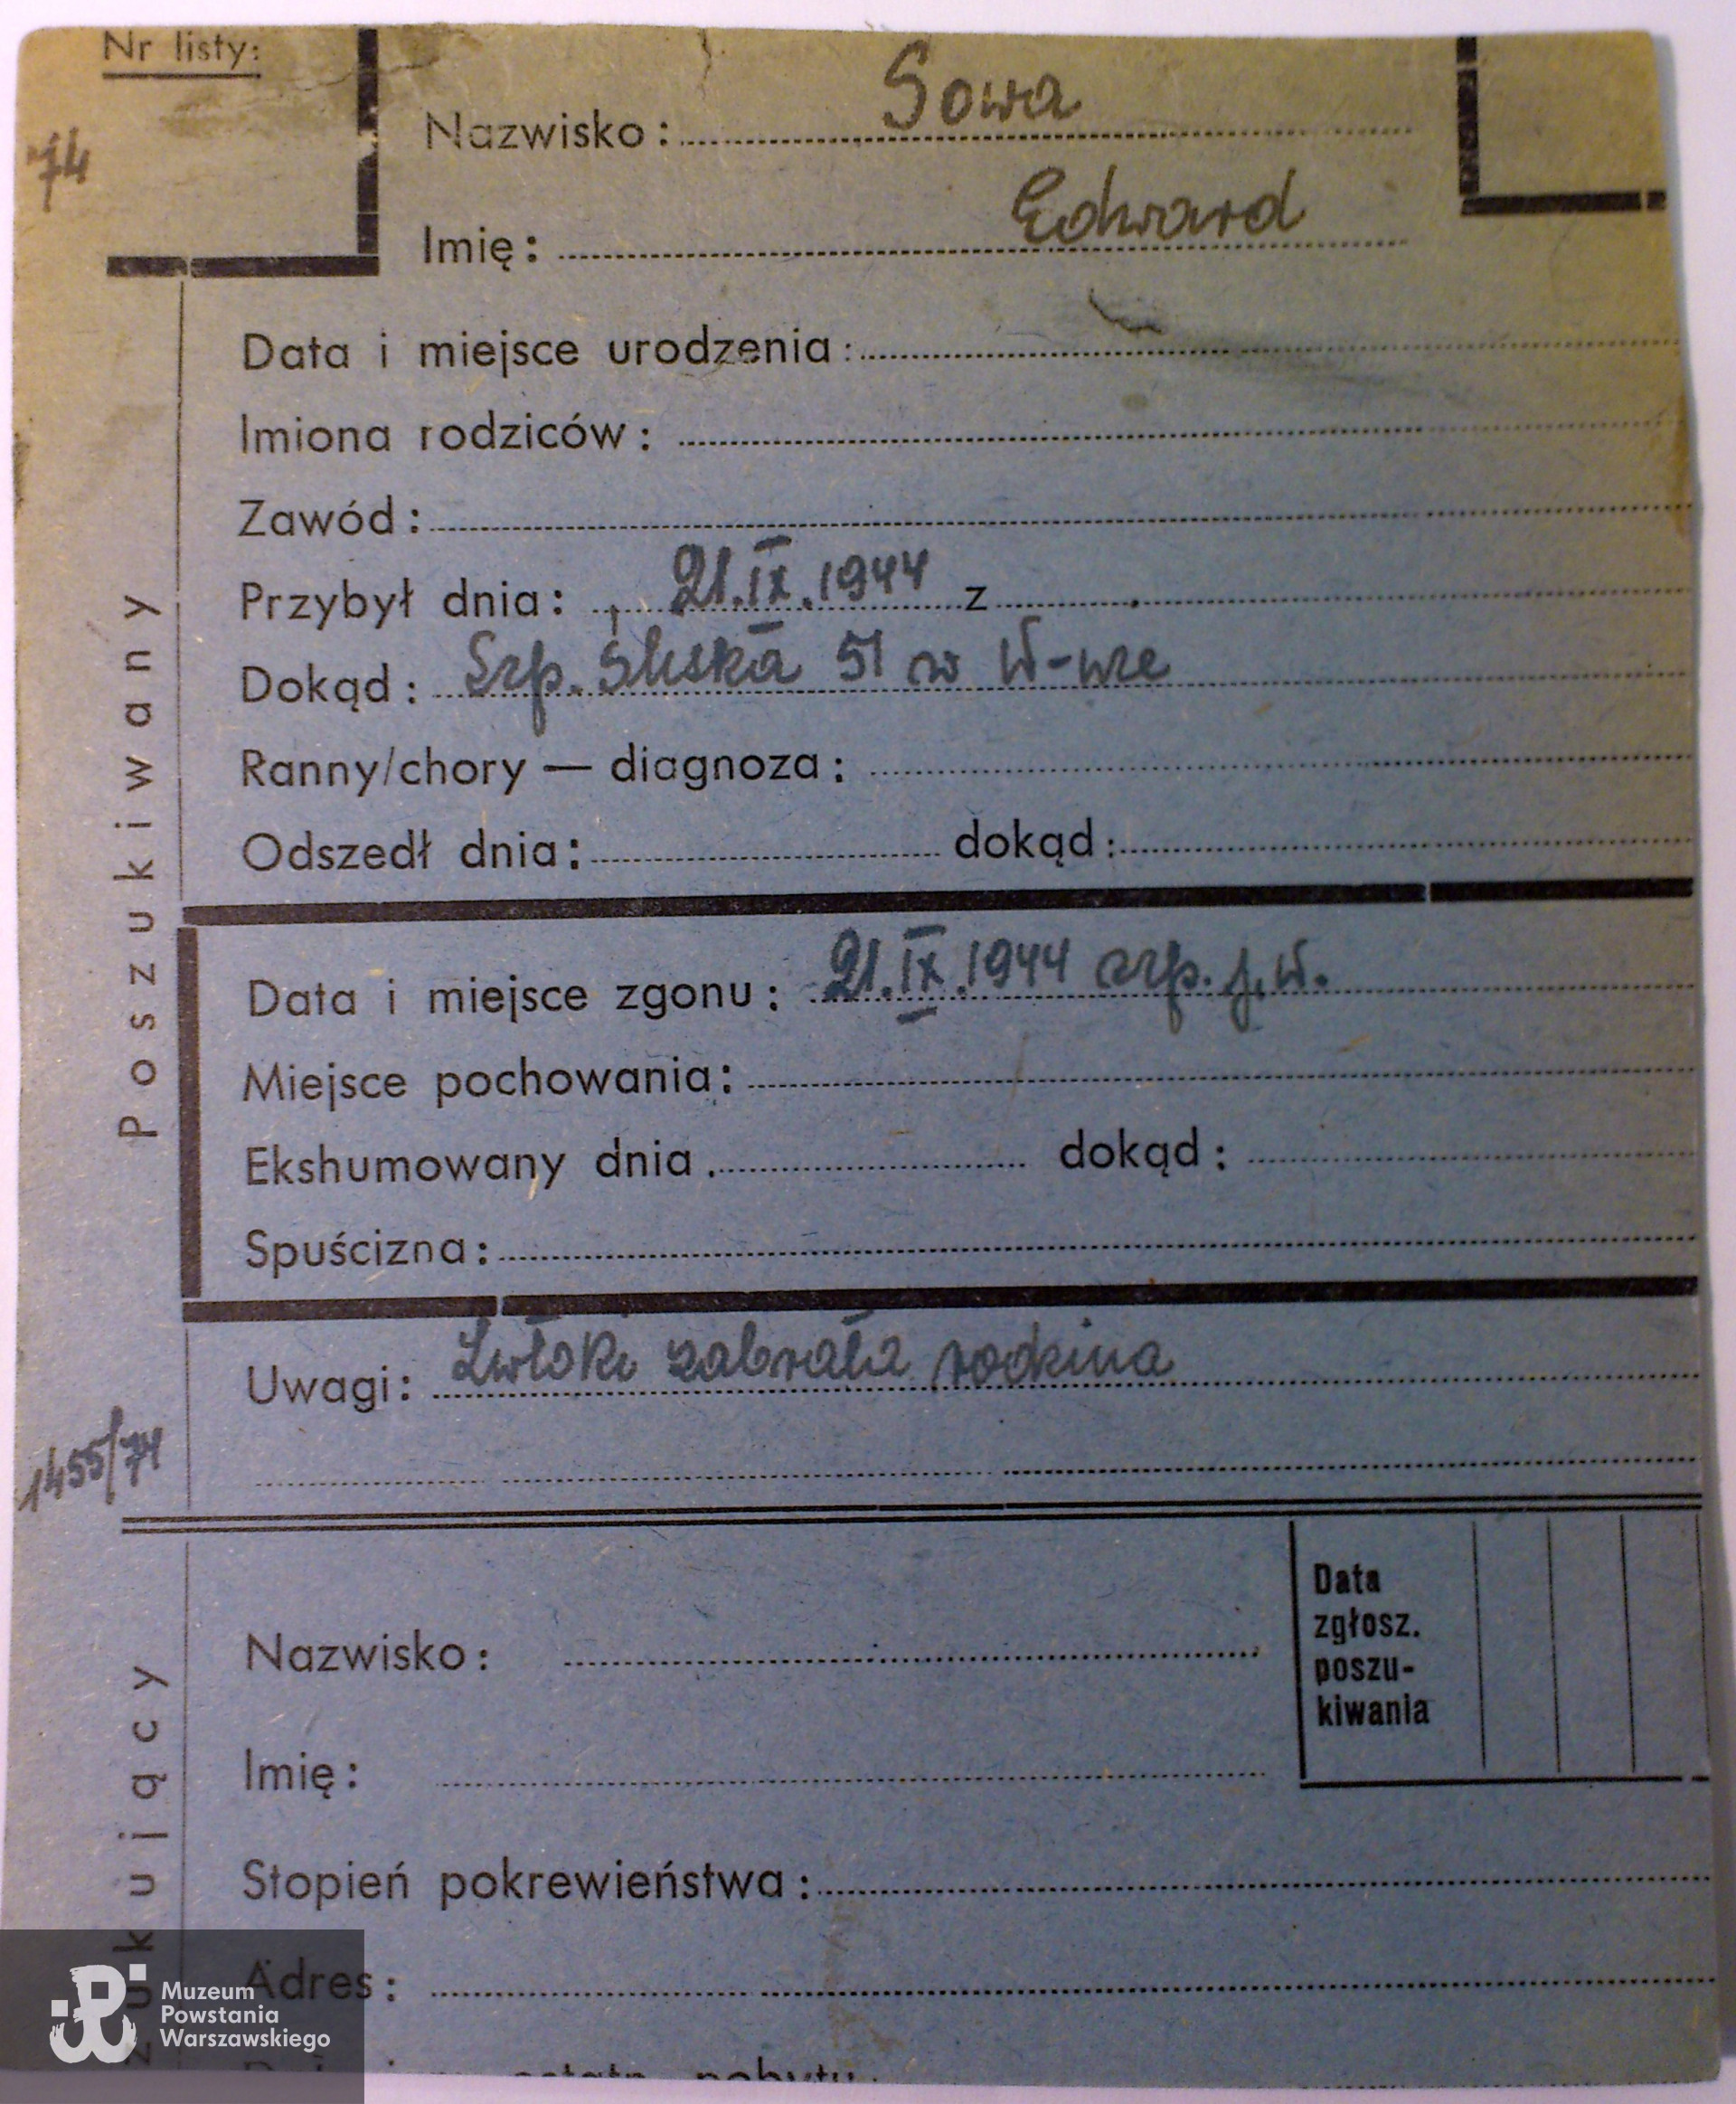 Nr listy:
74
Nazwisko: Sowa
Imię: Edward
Poszukiwany
Data i miejsce urodzenia:
Imiona rodziców:
Zawód:
Przybył dnia: 21.IX.1944 z
Dokąd: Szp. Śliska 51 w W-wie
Ranny/chory — diagnoza:
Odszedł dnia: dokąd:
Data i miejsce zgonu: 21.IX.1944 szp. j.w.
Miejsce pochowania:
Ekshumowany dnia dokąd:
Spuścizna:
Uwagi: Zwłoki zabrała rodzina
1455/74
zukujący
Nazwisko:
Data
zgłosz.
poszu-
kiwania
Imię:
Stopień pokrewieństwa:
Adres:
Muzeum
Powstania
Warszawskiego